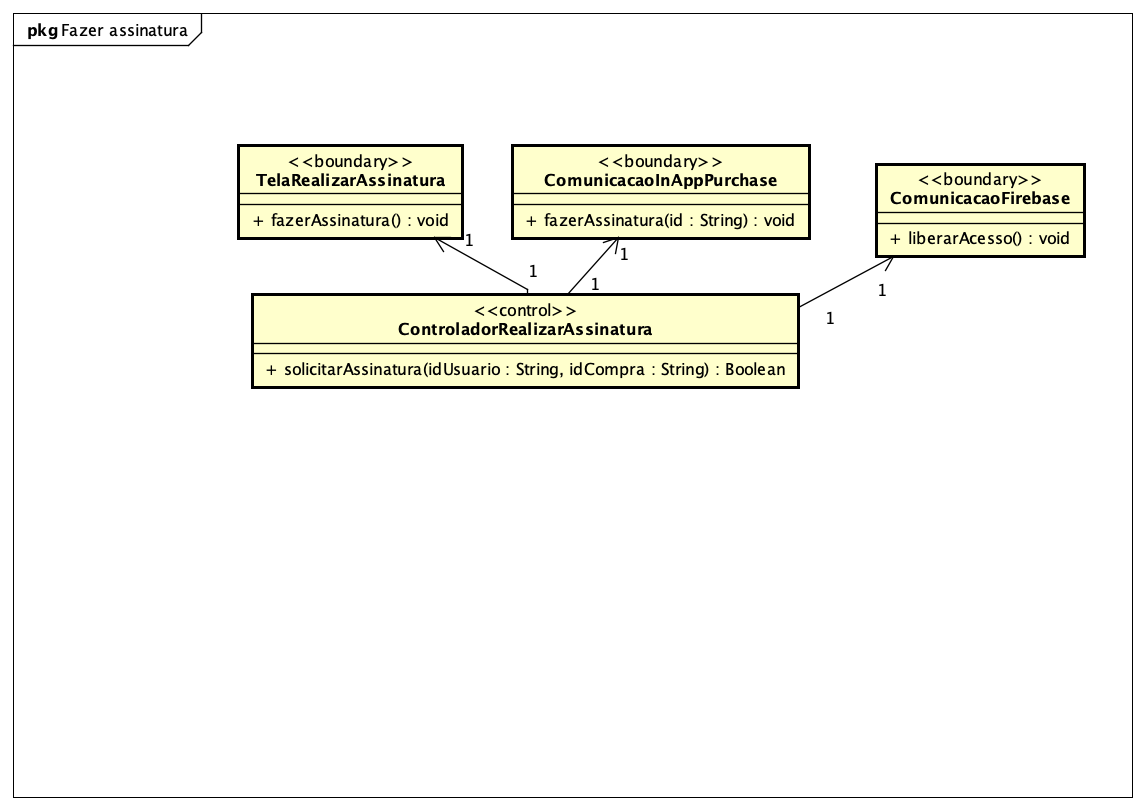 pkg Fazer assinatura
<<boundary>>
TelaRealizarAssinatura
+ fazerAssinatura() : void
<<boundary>>
ComunicacaoInAppPurchase
+ fazerAssinatura(id : String) : void
<<boundary>>
ComunicacaoFirebase
+ liberarAcesso() : void
1
1
1
1
1
1
<<control>>
ControladorRealizarAssinatura
+ solicitarAssinatura(idUsuario : String, idCompra : String) : Boolean